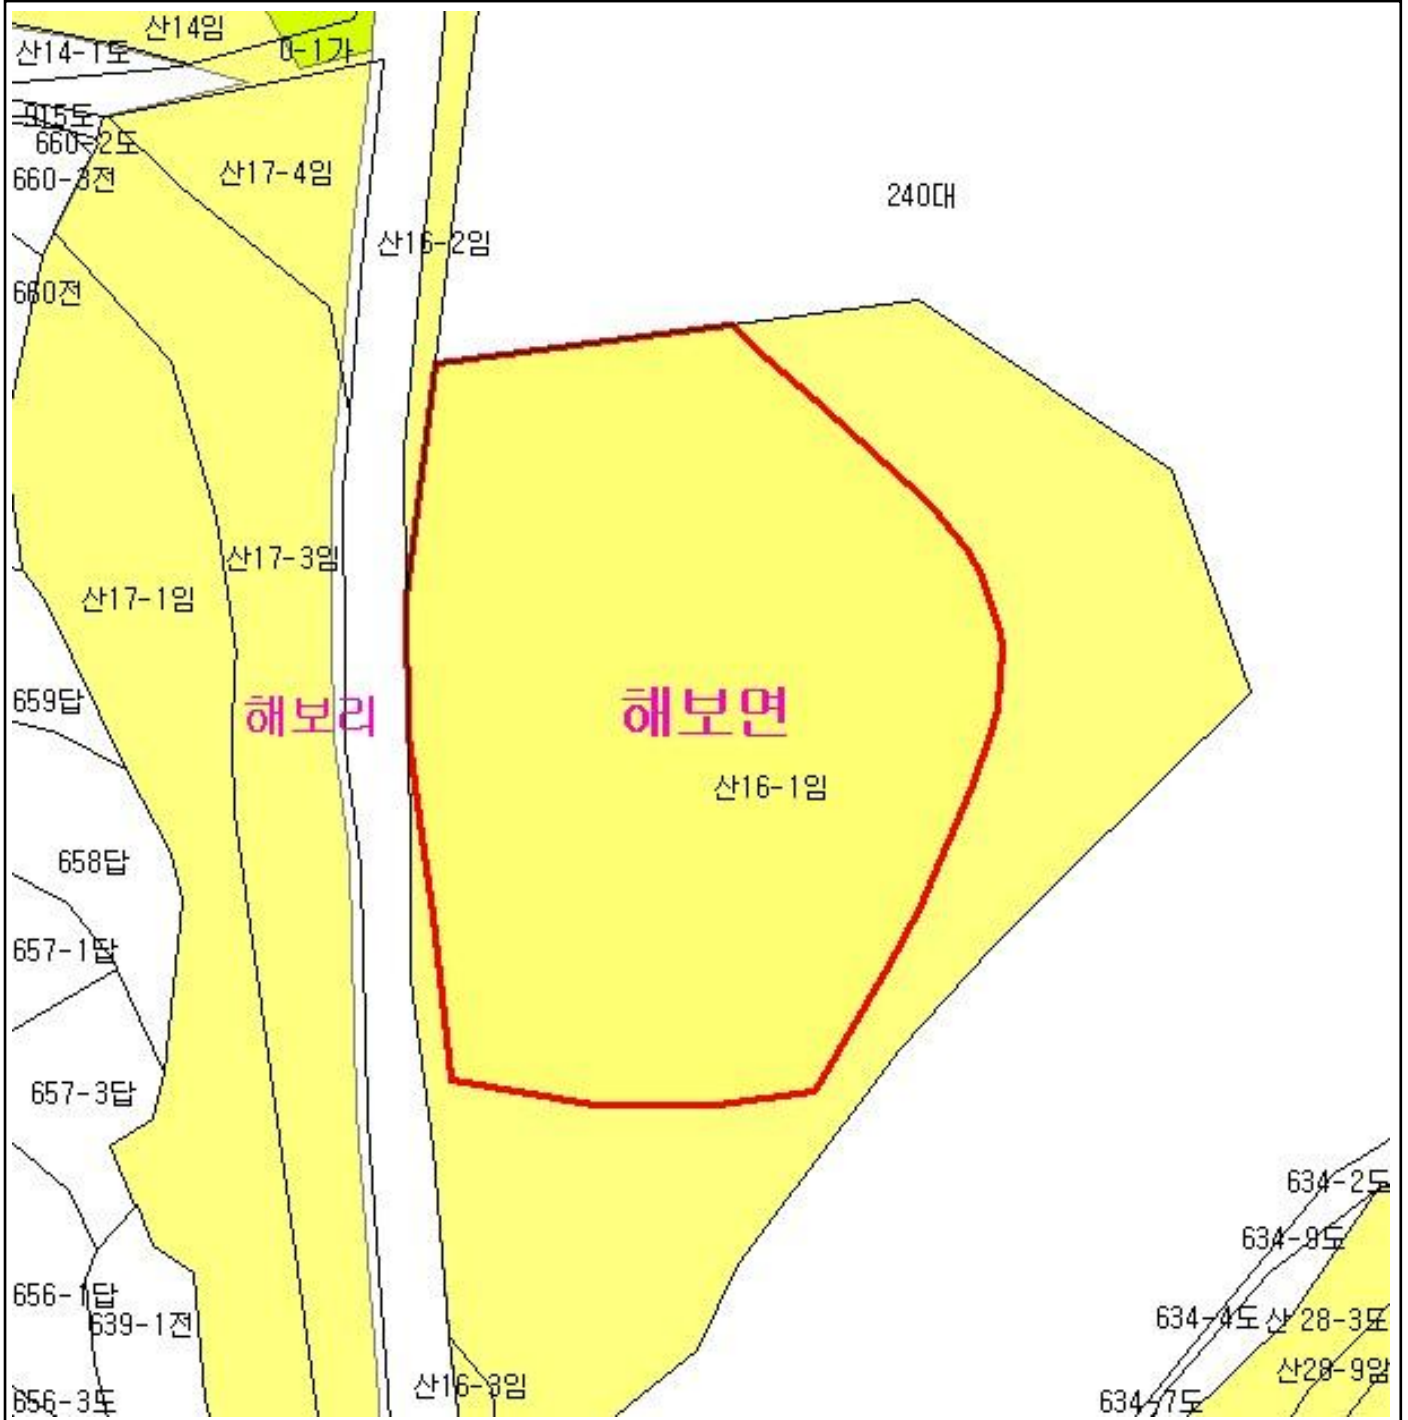 산14임
산14-1도
0-1가
915도
660-2도
660-3전
산17-4임
240대
산16-2임
660전
산17-3임
산17-1임
659답
해보리
해보면
산16-1임
658답
657-1답
657-3답
634-2도
634-9도
656-1답
639-1전
634-4도
산 28-3도
산28-9임
산16-3임
656-3도
634-7도